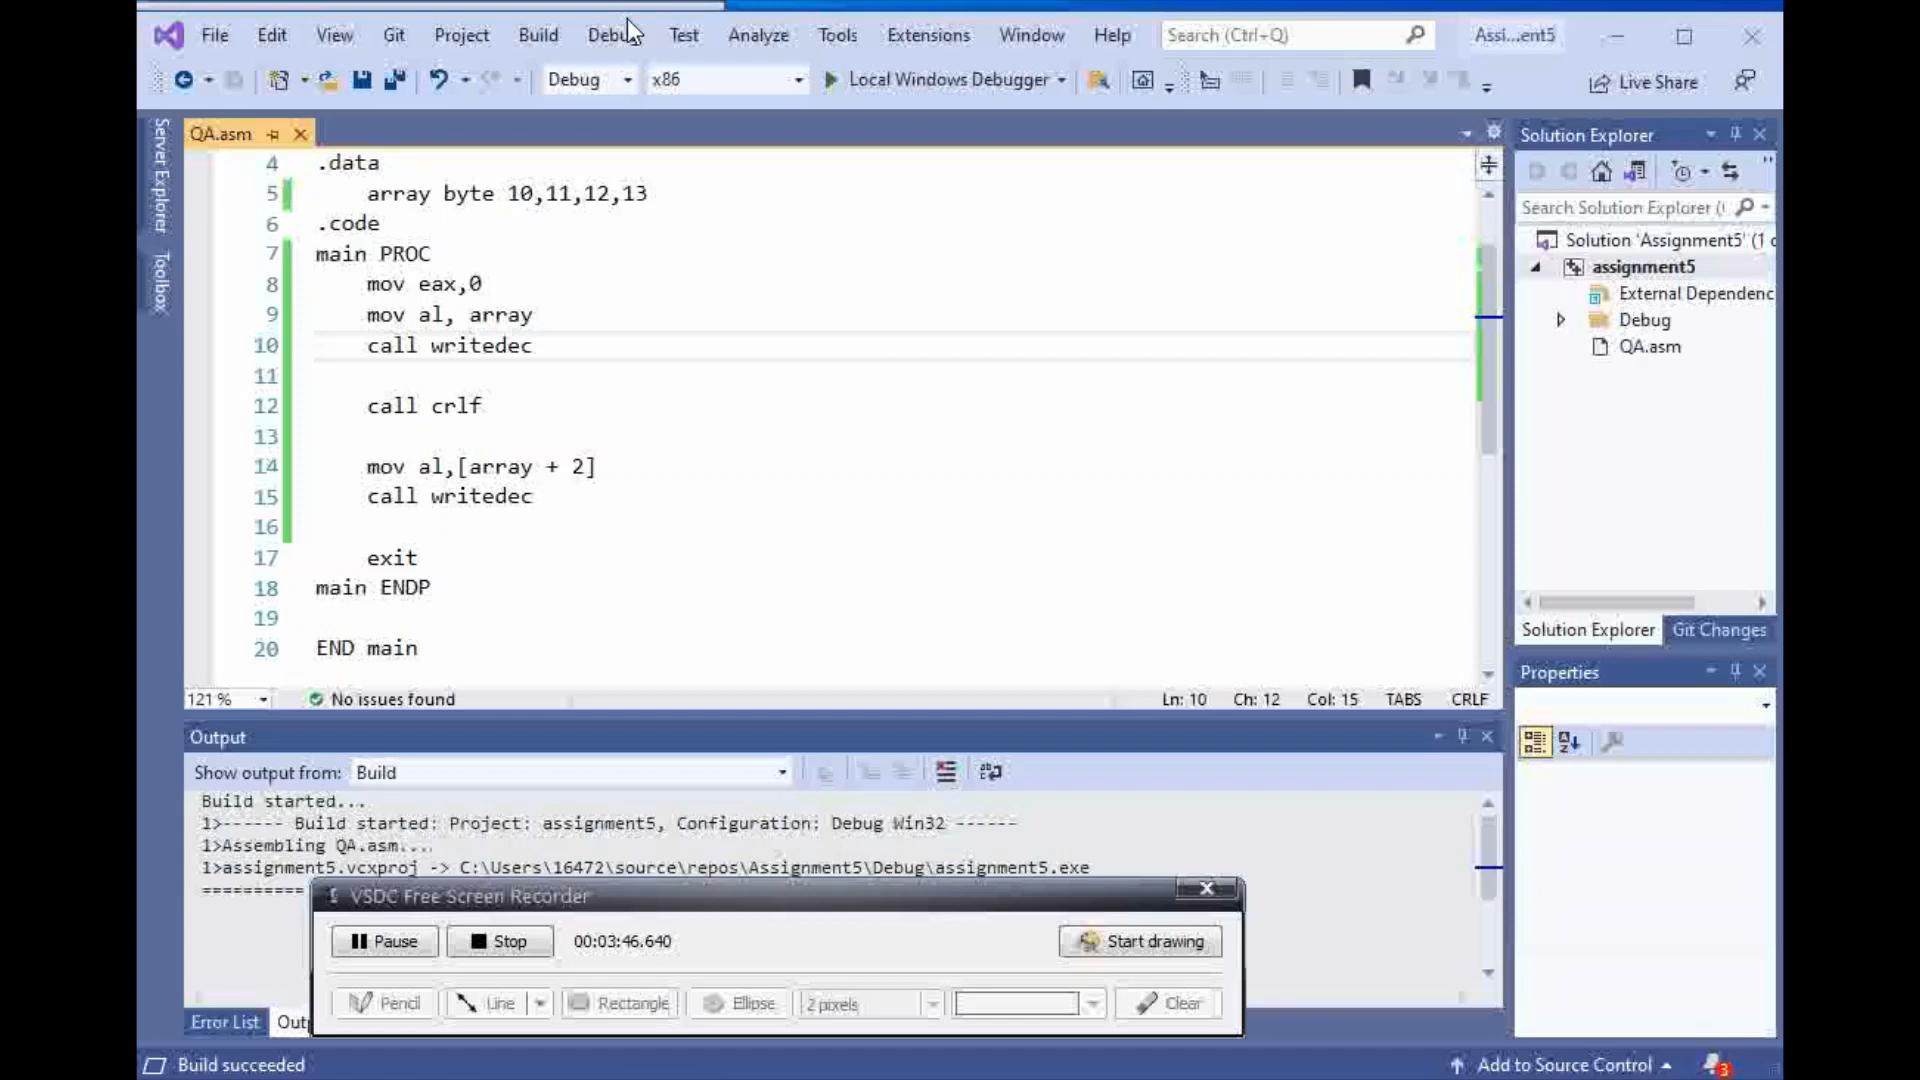 File Edit View Git Project Build Debug Test Analyze Tools Extensions Window Help Search (Ctrl+Q) Assi...ent5
Debug x86 Local Windows Debugger Live Share
Server Explorer
Toolbox
QA.asm
4 .data
5 array byte 10,11,12,13
6 .code
7 main PROC
8 mov eax,0
9 mov al, array
10 call writedec
11
12 call crlf
13
14 mov al,[array + 2]
15 call writedec
16
17 exit
18 main ENDP
19
20 END main
121 % No issues found Ln: 10 Ch: 12 Col: 15 TABS CRLF
Solution Explorer
Search Solution Explorer (
Solution 'Assignment5' (1
assignment5
External Dependenc
Debug
QA.asm
Solution Explorer Git Changes
Properties
Output
Show output from: Build
Build started...
1>------ Build started: Project: assignment5, Configuration: Debug Win32 ------
1>Assembling QA.asm...
1>assignment5.vcxproj -> C:\Users\16472\source\repos\Assignment5\Debug\assignment5.exe
==========
VSDC Free Screen Recorder
Pause Stop 00:03:46.640 Start drawing
Pencil Line Rectangle Ellipse 2 pixels Clear
Error List Out
Build succeeded Add to Source Control 3